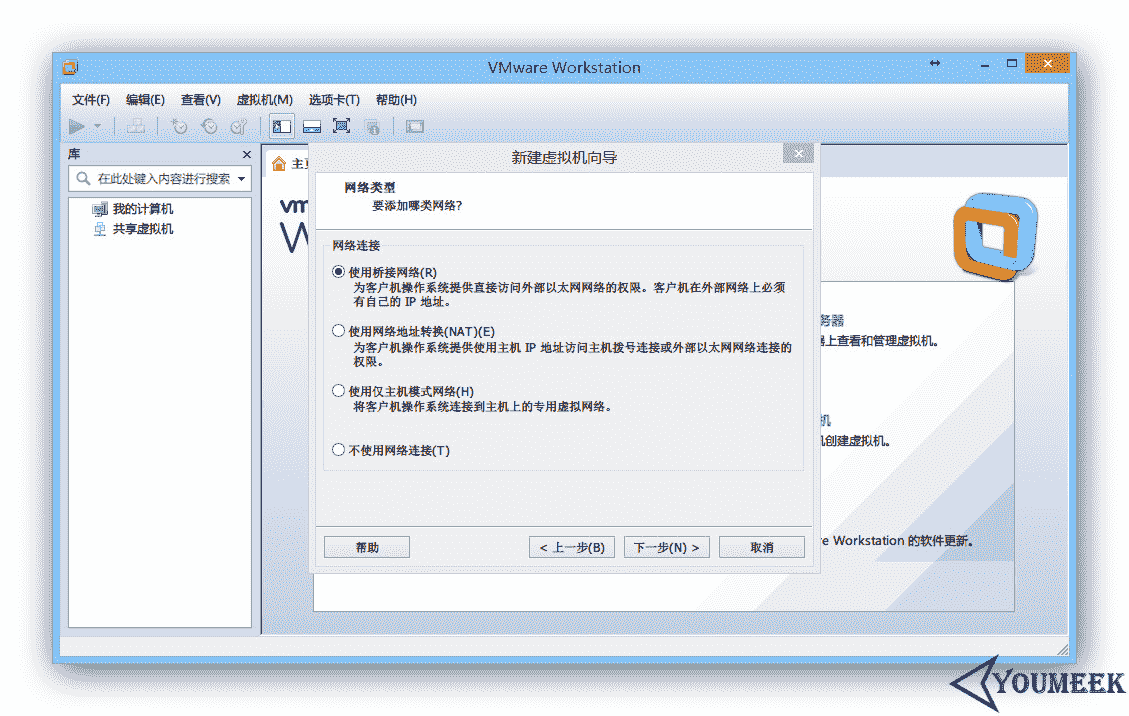 VMware Workstation
文件(F) 编辑(E) 查看(V) 虚拟机(M) 选项卡(T) 帮助(H)
库
在此处键入内容进行搜索
我的计算机
共享虚拟机
主
vm
W
新建虚拟机向导
网络类型
要添加哪类网络?
网络连接
使用桥接网络(R)
为客户机操作系统提供直接访问外部以太网网络的权限。客户机在外部网络上必须
有自己的 IP 地址。
使用网络地址转换(NAT)(E)
为客户机操作系统提供使用主机 IP 地址访问主机拨号连接或外部以太网网络连接的
权限。
使用仅主机模式网络(H)
将客户机操作系统连接到主机上的专用虚拟网络。
不使用网络连接(T)
帮助
< 上一步(B)
下一步(N) >
取消
务器
器上查看和管理虚拟机。
机
机创建虚拟机。
re Workstation 的软件更新。
YOUMEEK